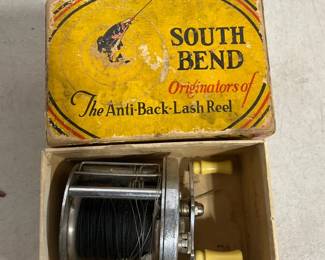 SOUTH
BEND
Originators of
The Anti-Back-Lash Reel